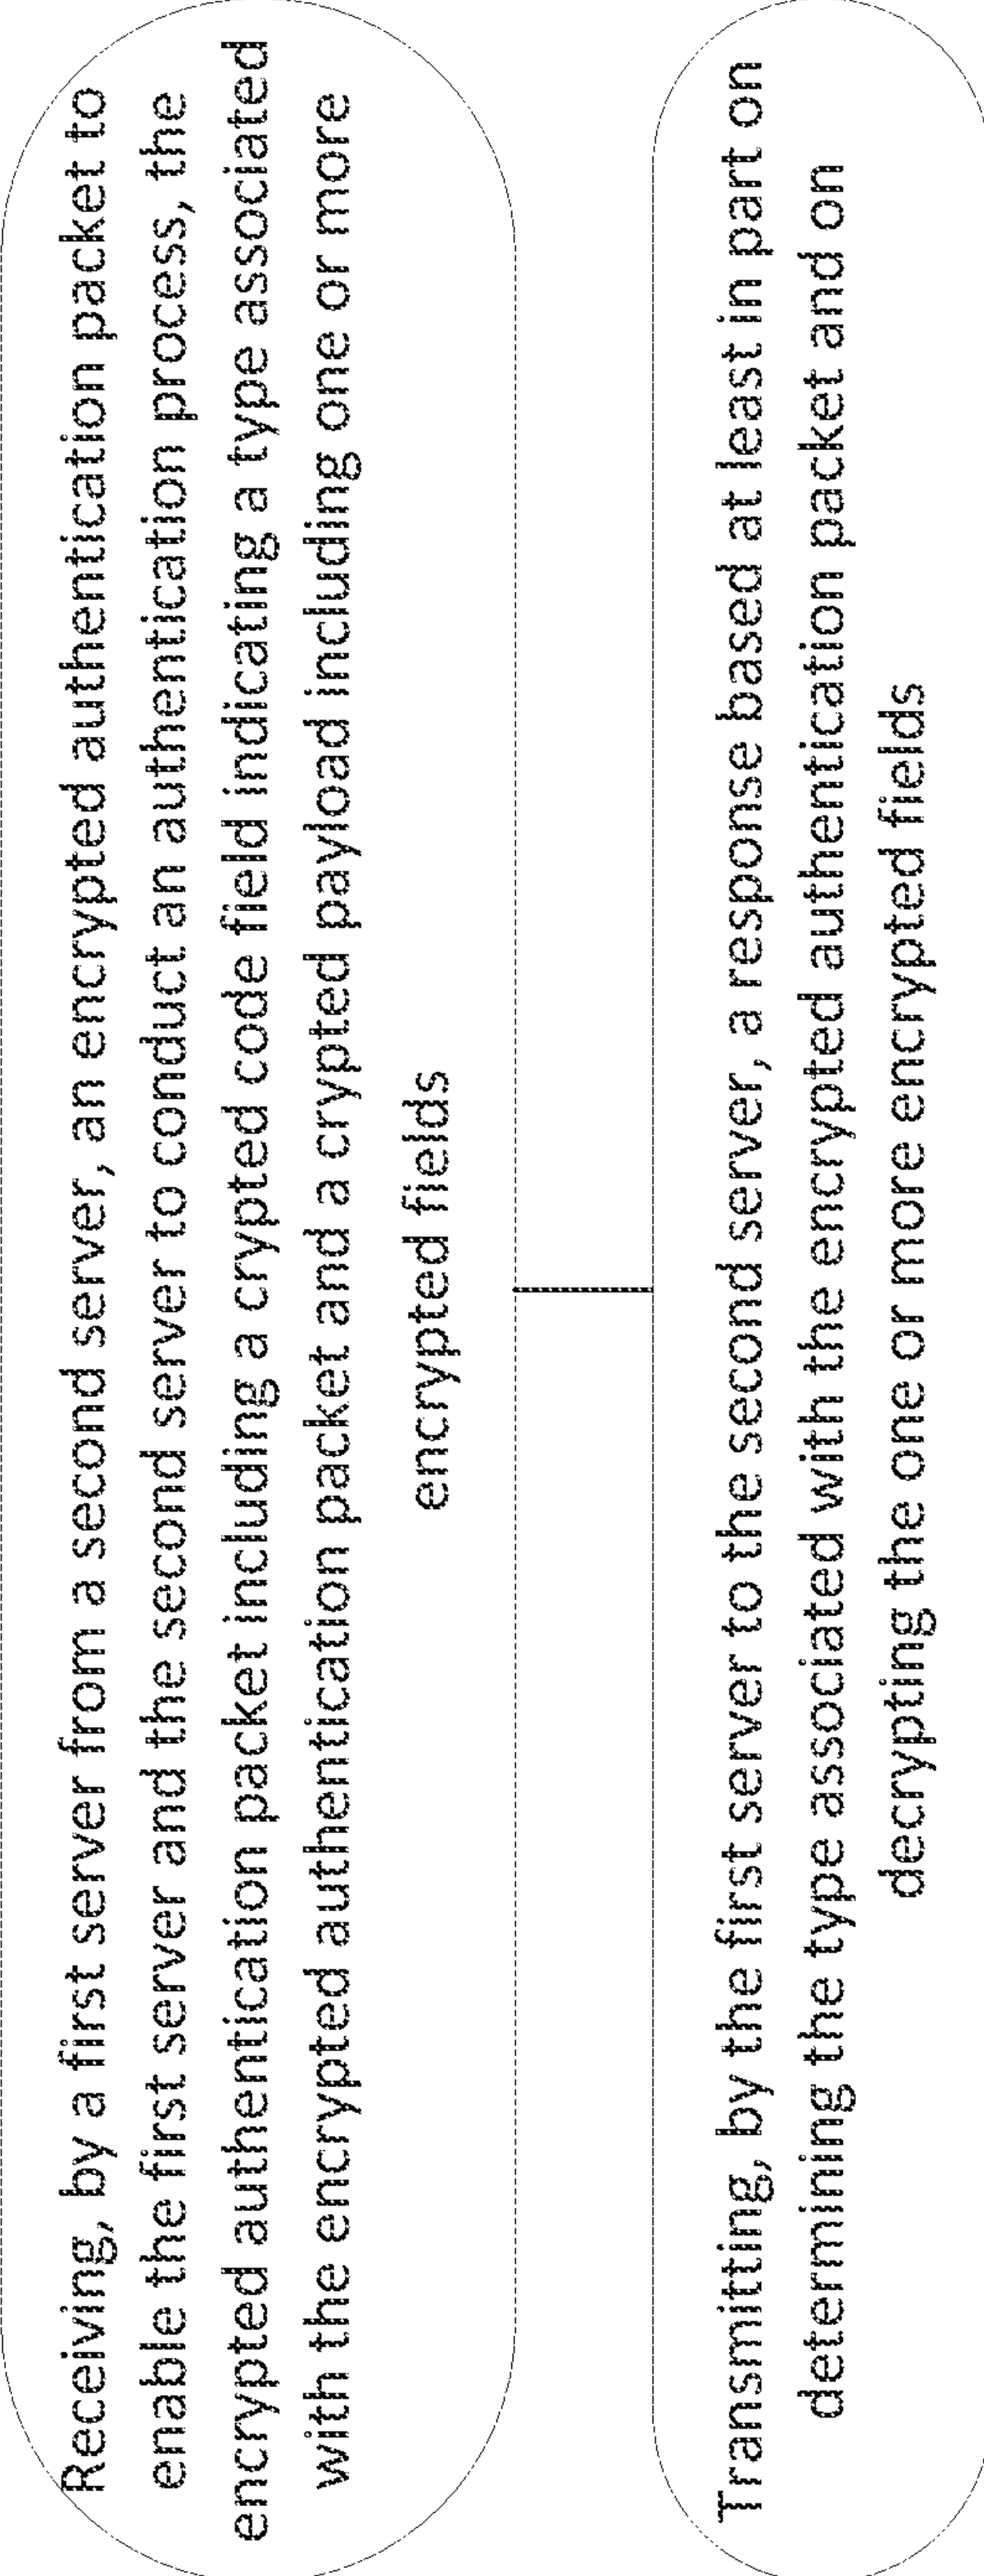 Receiving, by a first server from a second server, an encrypted authentication packet to
enable the first server and the second server to conduct an authentication process, the
encrypted authentication packet including a crypted code field indicating a type associated
with the encrypted authentication packet and a crypted payload including one or more
encrypted fields
Transmitting, by the first server to the second server, a response based at least in part on
determining the type associated with the encrypted authentication packet and on
decrypting the one or more encrypted fields